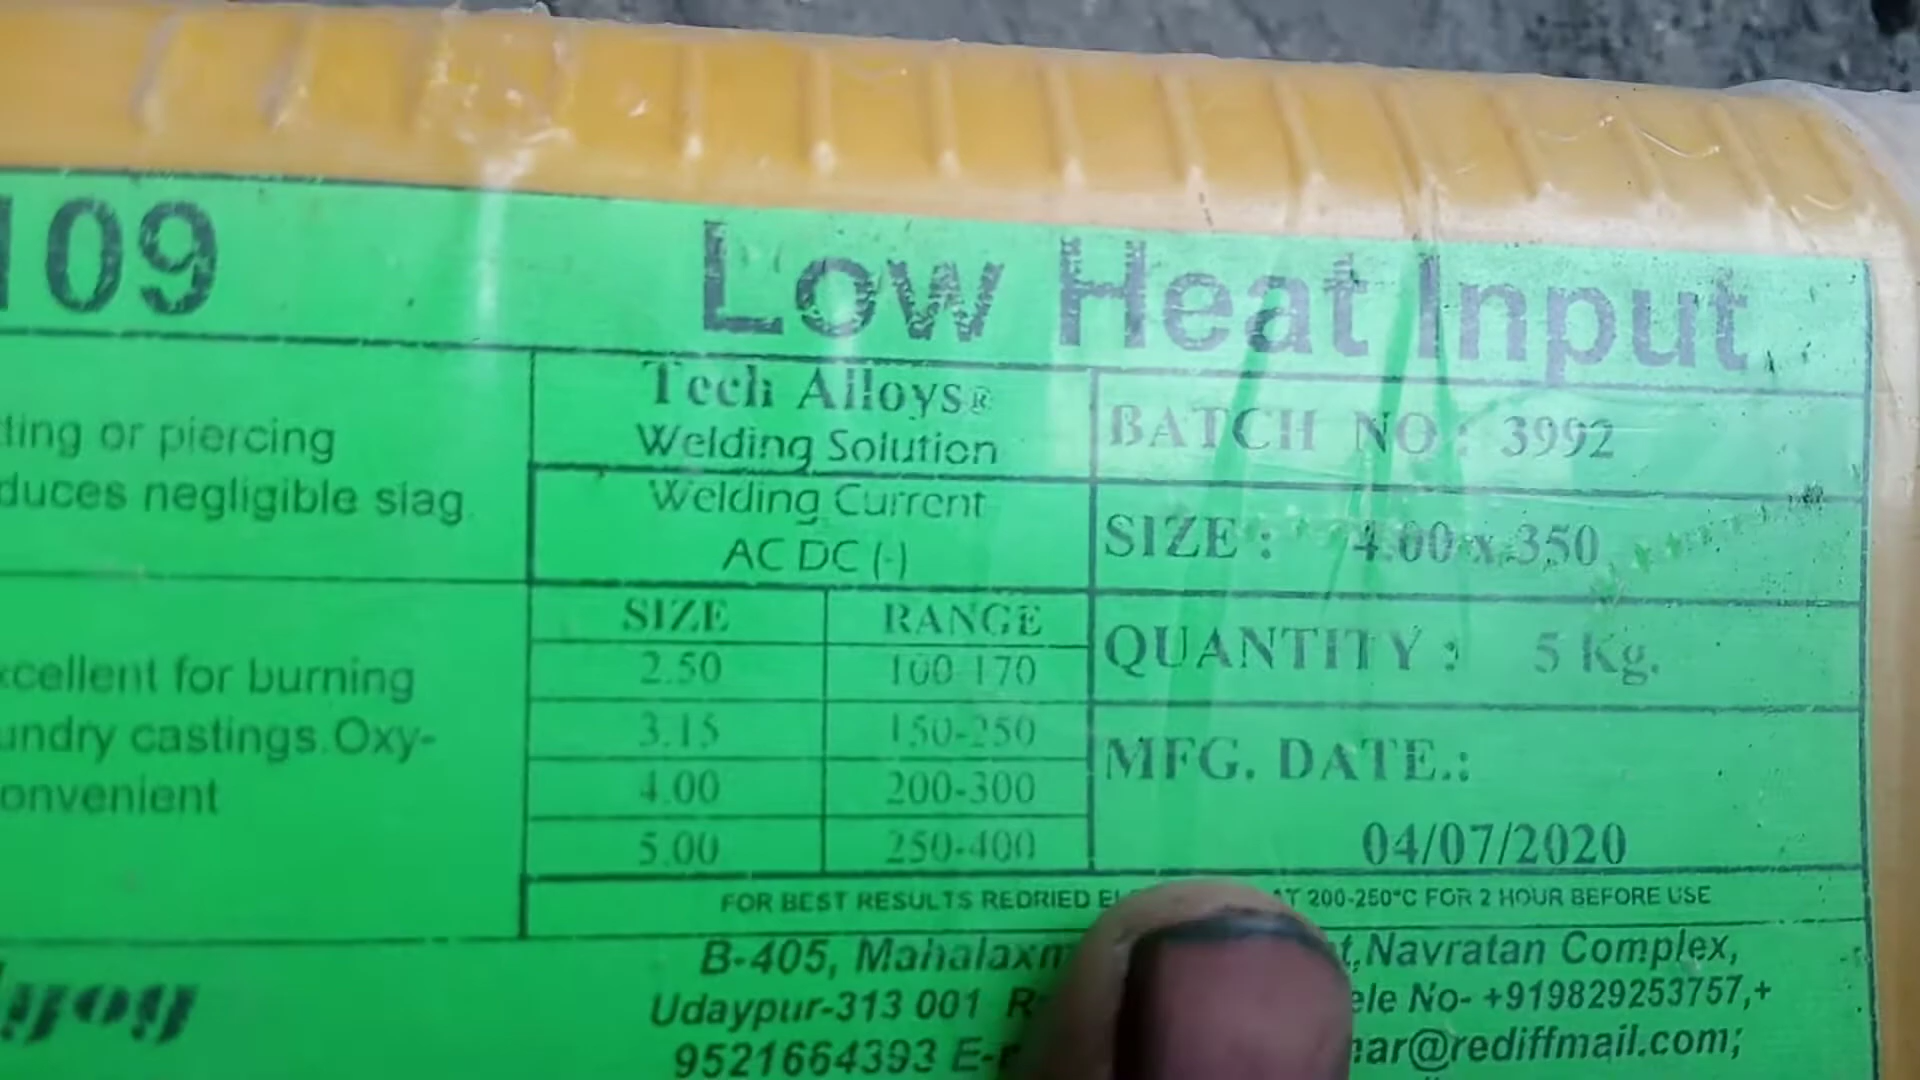 109
Low Heat Input
ting or piercing
duces negligible slag
Tech Alloys®
Welding Solution
Welding Current
AC DC (-)
BATCH NO : 3992
SIZE : 4.00 x 350
QUANTITY : 5 Kg.
MFG. DATE.:
04/07/2020
SIZE RANGE
2.50 100-170
3.15 150-250
4.00 200-300
5.00 250-400
xcellent for burning
undry castings.Oxy-
onvenient
FOR BEST RESULTS REDRIED AT 200-250°C FOR 2 HOUR BEFORE USE
B-405, Navratan Complex,
Udaypur-313 001 ele No- +919829253757,+
9521664393 ar@rediffmail.com;